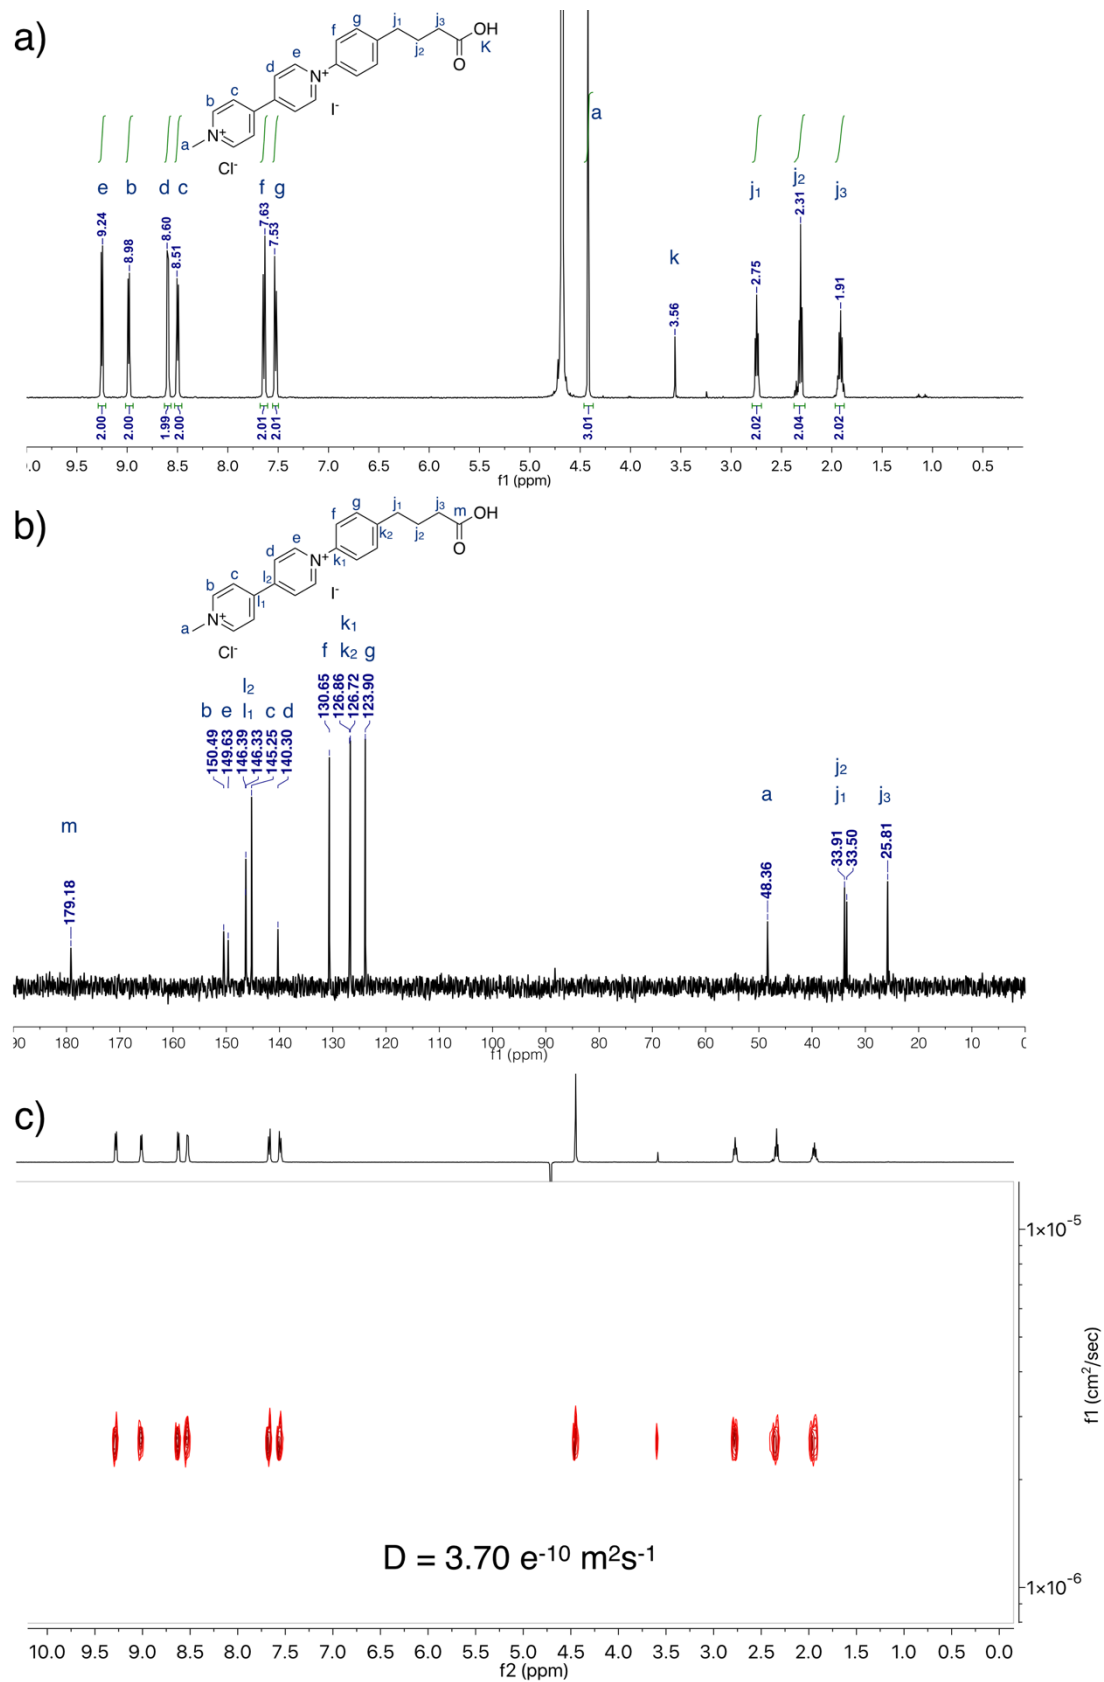 a)
g j₁ j₃ OH
f j₂ K
e O
d
c N⁺
b I⁻
a N⁺
Cl⁻
a
e b d c f g j₁ j₂ j₃
k
9.24 8.98 8.60 8.51 7.63 7.53 3.56 2.75 2.31 1.91
2.00 2.00 1.99 2.00 2.01 2.01 3.01 2.02 2.04 2.02
).0 9.5 9.0 8.5 8.0 7.5 7.0 6.5 6.0 5.5 5.0 4.5 4.0 3.5 3.0 2.5 2.0 1.5 1.0 0.5
f1 (ppm)
b)
g j₁ j₃ m OH
f k₂ j₂ O
e
d N⁺ k₁
c l₂
b l₁ I⁻
a N⁺
Cl⁻
k₁
f k₂ g
l₂
b e l₁ c d
m a j₂
j₁ j₃
179.18 150.49 149.63 146.39 146.33 145.25 140.30 130.65 126.86 126.72 123.90 48.36 33.91 33.50 25.81
90 180 170 160 150 140 130 120 110 100 90 80 70 60 50 40 30 20 10 0
f1 (ppm)
c)
1×10⁻⁵
f1 (cm²/sec)
D = 3.70 e⁻¹⁰ m²s⁻¹
1×10⁻⁶
10.0 9.5 9.0 8.5 8.0 7.5 7.0 6.5 6.0 5.5 5.0 4.5 4.0 3.5 3.0 2.5 2.0 1.5 1.0 0.5 0.0
f2 (ppm)